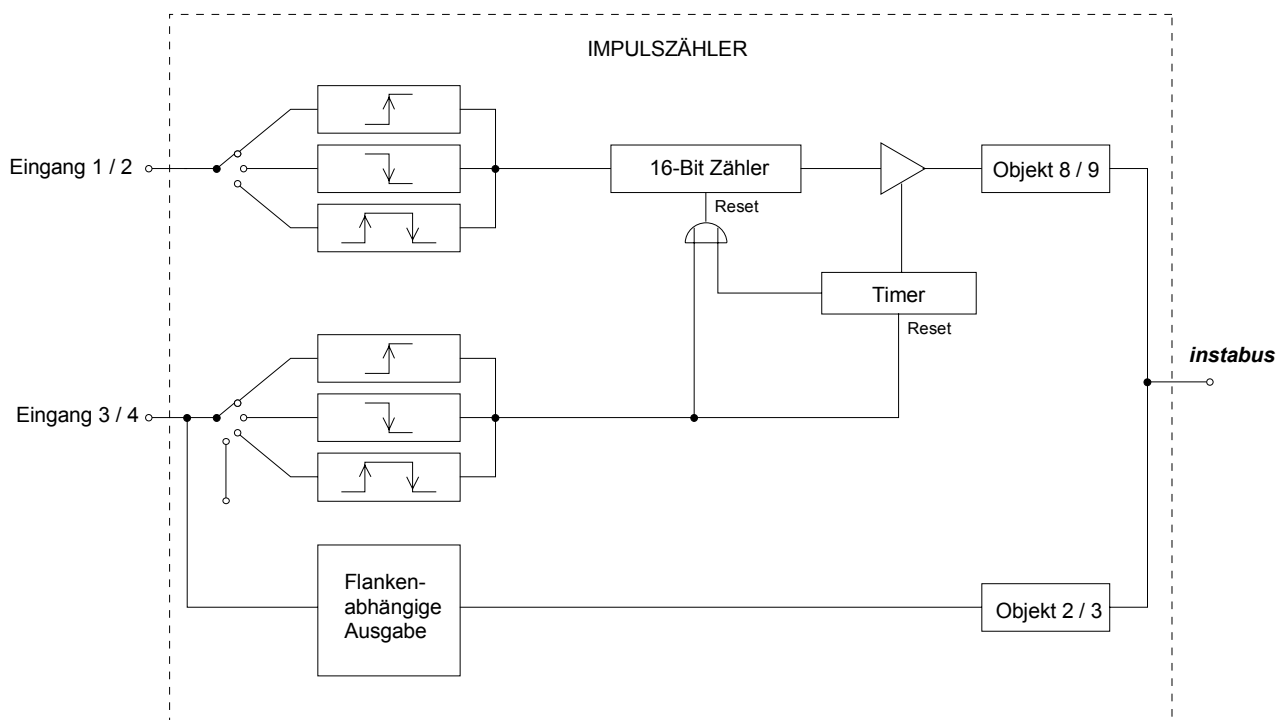 IMPULSZÄHLER
Eingang 1 / 2
16-Bit Zähler
Objekt 8 / 9
Reset
Timer
Reset
instabus
Eingang 3 / 4
Flanken-
abhängige
Ausgabe
Objekt 2 / 3